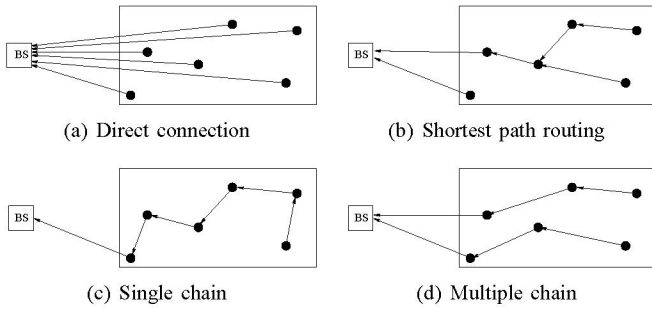 BS
BS
(a) Direct connection
(b) Shortest path routing
BS
BS
(c) Single chain
(d) Multiple chain